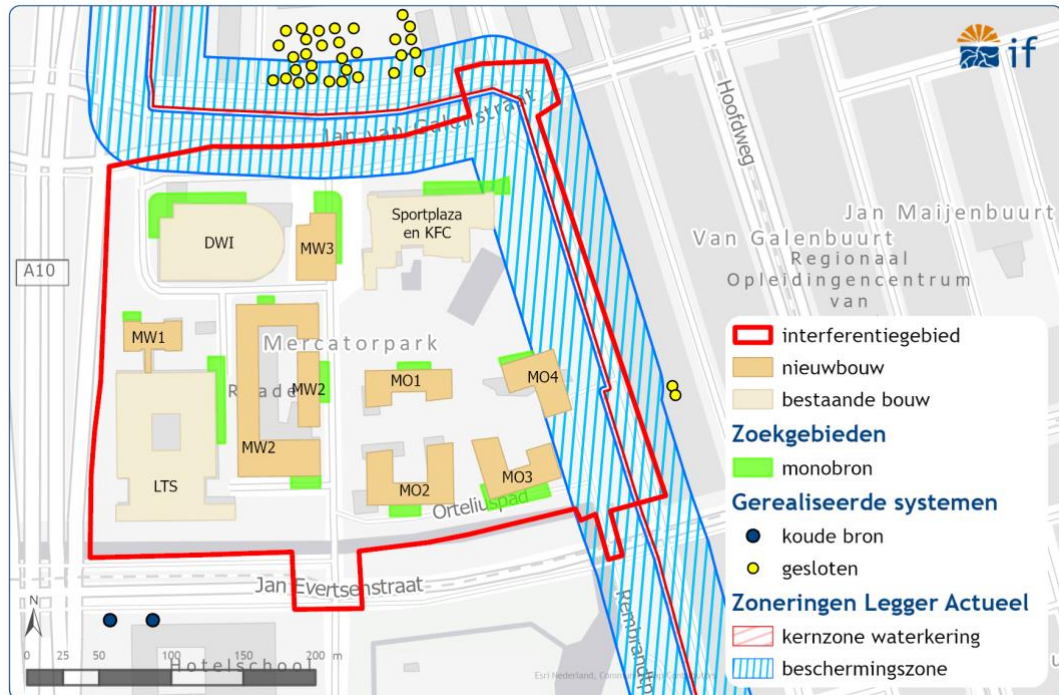 if
Jan van Galenstraat
Hoofdweg
Jan Maijenbuurt
Van Galenbuurt
Regionaal
Opleidingencentrum
van
A10
DWI
MW3
Sportplaza
en KFC
MW1
Mercatorpark
MW2
MW2
LTS
MO1
MO4
MO2
MO3
Orteliuspad
Jan Evertsenstraat
Hotelschool
N
0 25 50 100 150 200 m
interferentiegebied
nieuwbouw
bestaande bouw
Zoekgebieden
monobron
Gerealiseerde systemen
koude bron
gesloten
Zoneringen Legger Actueel
kernzone waterkering
beschermingszone